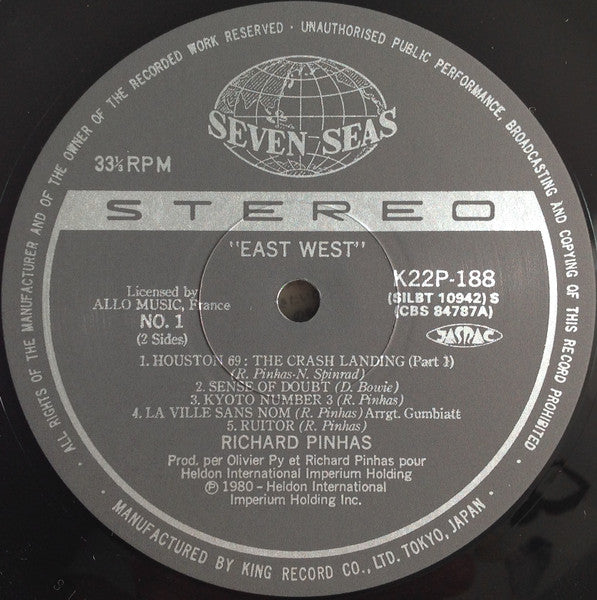 ALL RIGHTS OF THE MANUFACTURER AND OF THE OWNER OF THE RECORDED WORK RESERVED · UNAUTHORISED PUBLIC PERFORMANCE, BROADCASTING AND COPYING OF THIS RECORD PROHIBITED ·
SEVEN SEAS
33⅓ RPM
STEREO
"EAST WEST"
Licensed by
ALLO MUSIC, France
NO. 1
(2 Sides)
K22P-188
(SILBT 10942) S
(CBS 84787A)
JASRAC
1. HOUSTON 69 : THE CRASH LANDING (Part 1)
(R. Pinhas-N. Spinrad)
2. SENSE OF DOUBT (D. Bowie)
3. KYOTO NUMBER 3 (R. Pinhas)
4. LA VILLE SANS NOM (R. Pinhas) Arrgt. Gumbiatt
5. RUITOR (R. Pinhas)
RICHARD PINHAS
Prod. per Olivier Py et Richard Pinhas pour
Heldon International Imperium Holding
Ⓟ 1980 - Heldon International
Imperium Holding Inc.
MANUFACTURED BY KING RECORD CO., LTD. TOKYO, JAPAN ·